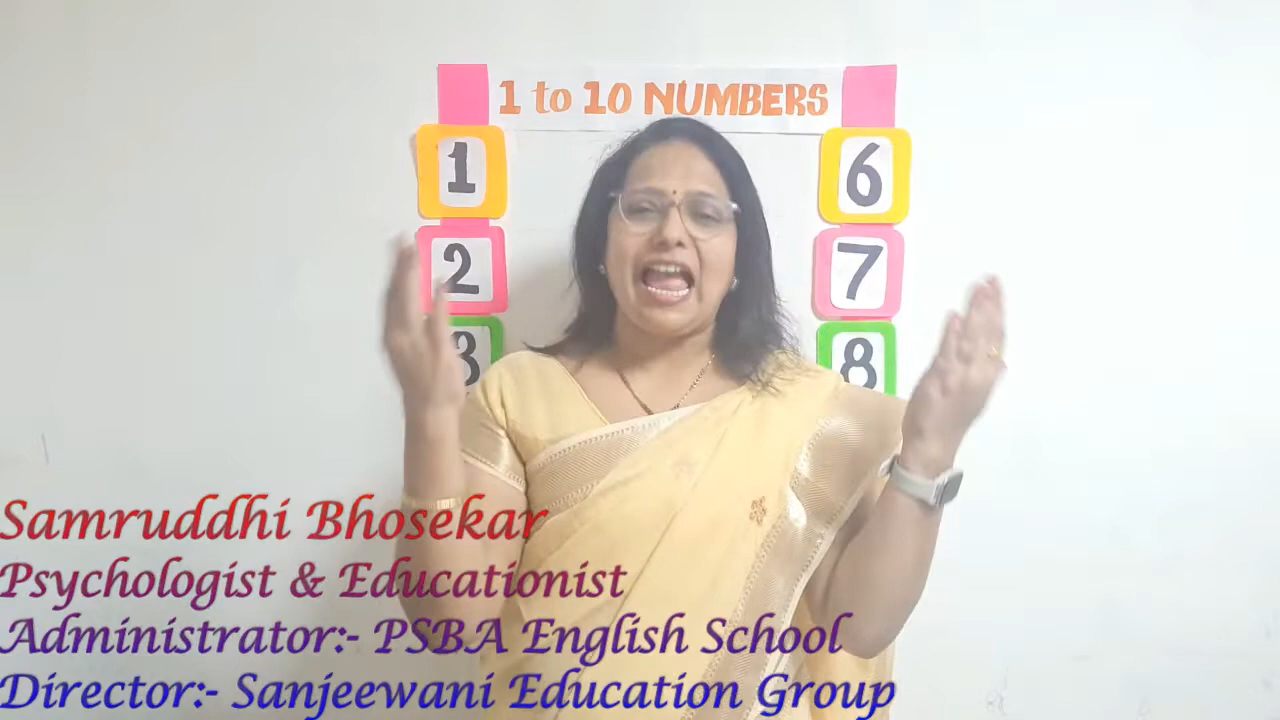 1 to 10 NUMBERS
1
6
2
7
3
8
Samruddhi Bhosekar
Psychologist & Educationist
Administrator:- PSBA English School
Director:- Sanjeewani Education Group